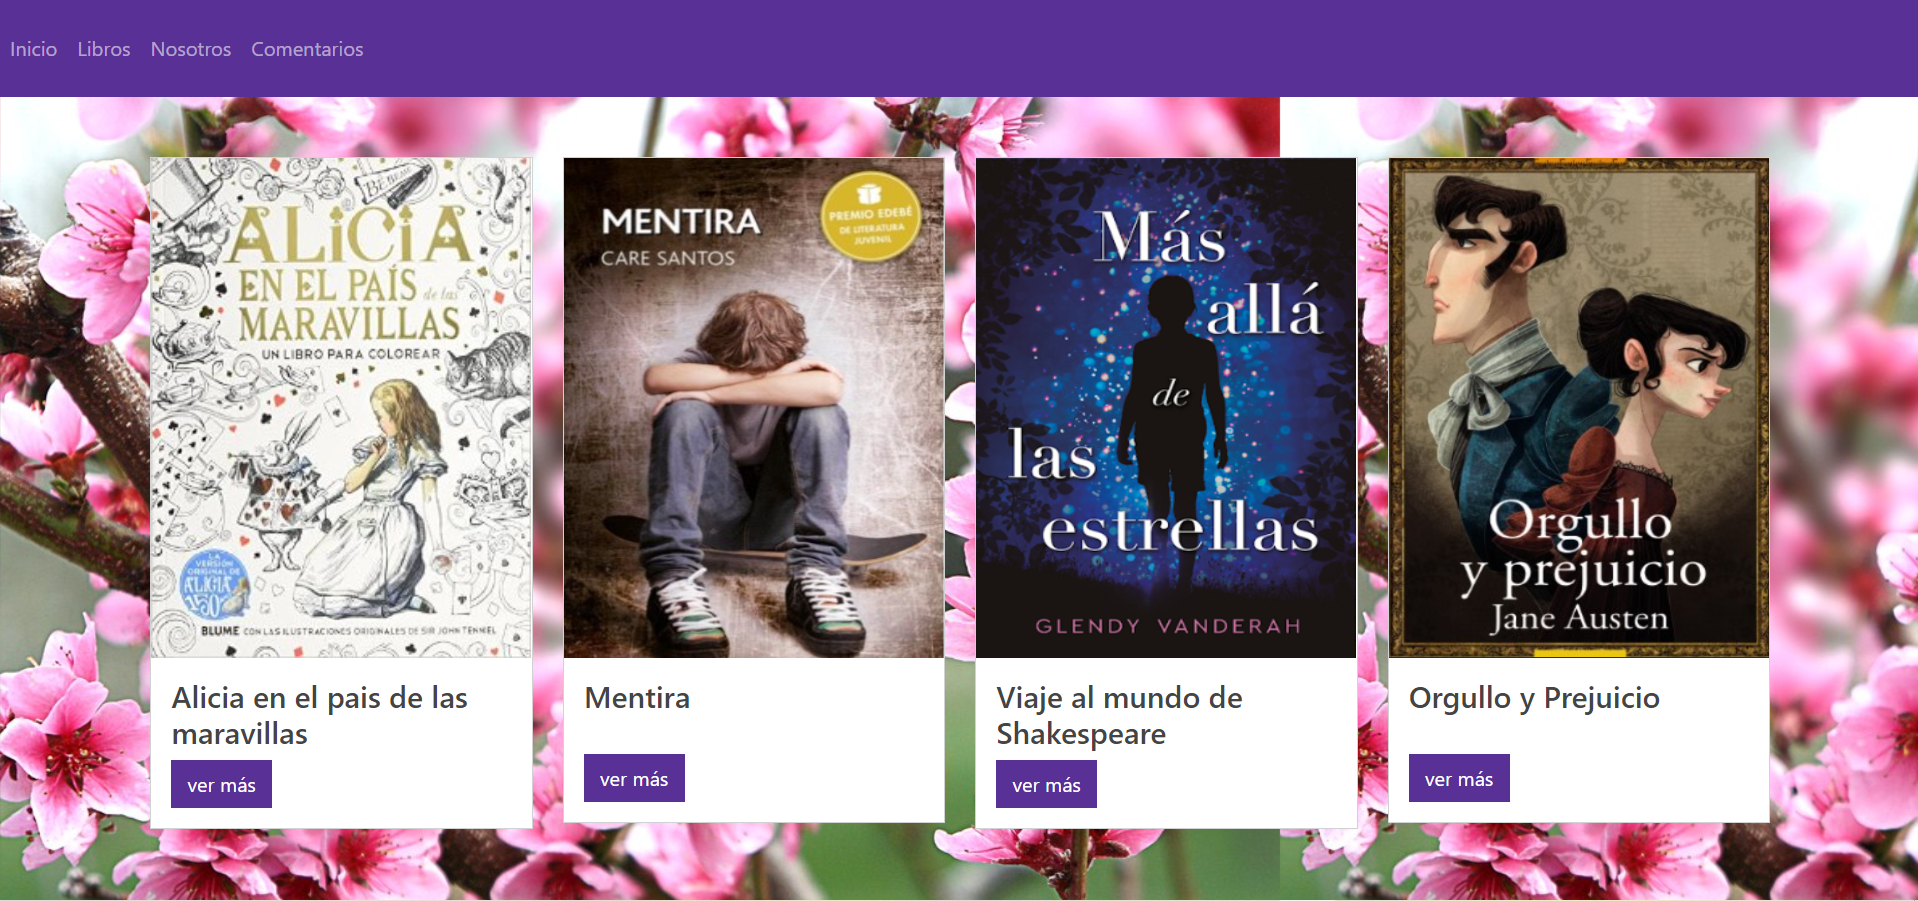 Inicio Libros Nosotros Comentarios
BE BEAU
ALICIA
EN EL PAÍS de las
MARAVILLAS
UN LIBRO PARA COLOREAR
LA
VERSIÓN
ORIGINAL DE
ALICIA
150
BLUME CON LAS ILUSTRACIONES ORIGINALES DE SIR JOHN TENNIEL
Alicia en el pais de las
maravillas
ver más
MENTIRA
CARE SANTOS
PREMIO EDEBÉ
DE LITERATURA
JUVENIL
Mentira
ver más
Más
allá
de
las
estrellas
GLENDY VANDERAH
Viaje al mundo de
Shakespeare
ver más
Orgullo
y prejuicio
Jane Austen
Orgullo y Prejuicio
ver más